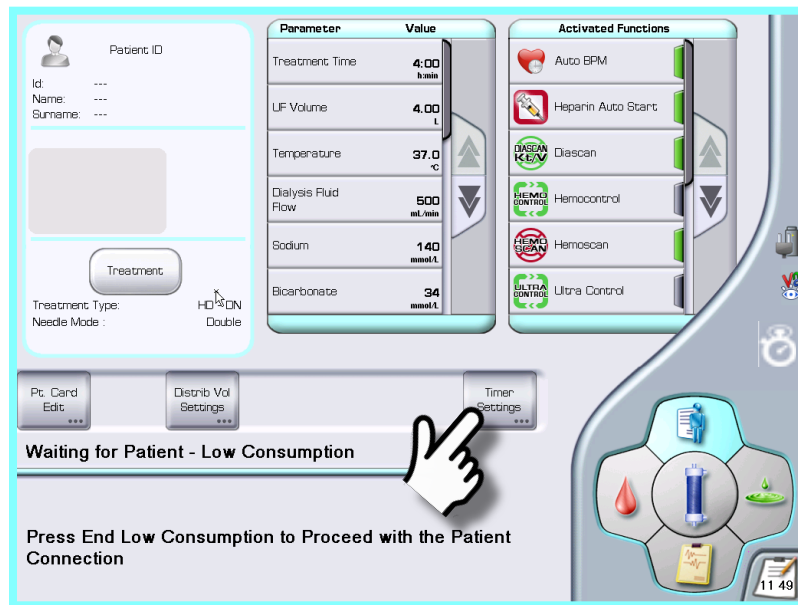 Patient ID
Id: ---
Name: ---
Surname: ---
Treatment
Treatment Type: HD DN
Needle Mode : Double
Parameter Value
Treatment Time 4:00
h:min
UF Volume 4.00
L
Temperature 37.0
°C
Dialysis Fluid
Flow 500
mL/min
Sodium 140
mmol/L
Bicarbonate 34
mmol/L
Activated Functions
Auto BPM
Heparin Auto Start
DIASCAN
Kt/V
Diascan
HEMO
CONTROL
Hemocontrol
HEMO
SCAN
Hemoscan
ULTRA
CONTROL
Ultra Control
Pt. Card
Edit
Distrib Vol
Settings
Timer
Settings
Waiting for Patient - Low Consumption
Press End Low Consumption to Proceed with the Patient
Connection
11 49